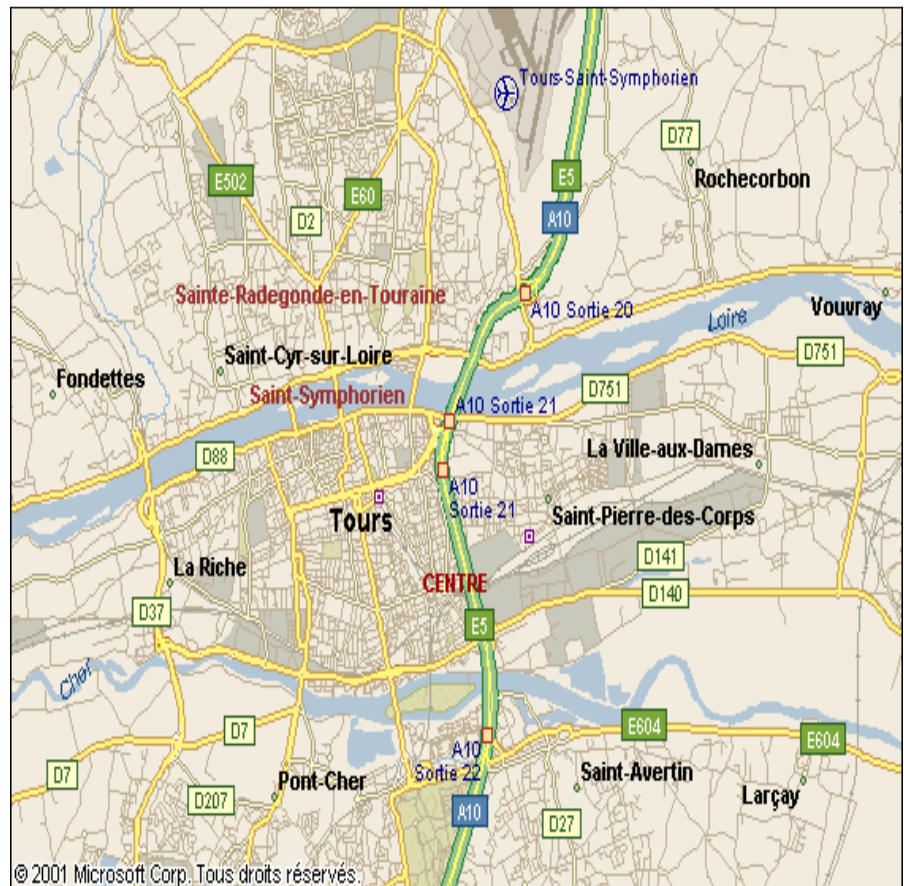 Tours-Saint-Symphorien
D77
E5
Rochecorbon
E502
E60
D2
A10
Sainte-Radegonde-en-Touraine
A10 Sortie 20
Vouvray
Loire
D751
Saint-Cyr-sur-Loire
Fondettes
Saint-Symphorien
D751
A10 Sortie 21
D88
La Ville-aux-Dames
A10
Sortie 21
Tours
Saint-Pierre-des-Corps
D141
La Riche
CENTRE
D140
D37
E5
Cher
D7
E604
E604
A10
Sortie 22
D7
Pont-Cher
Saint-Avertin
Larçay
D207
A10
D27
© 2001 Microsoft Corp. Tous droits réservés.